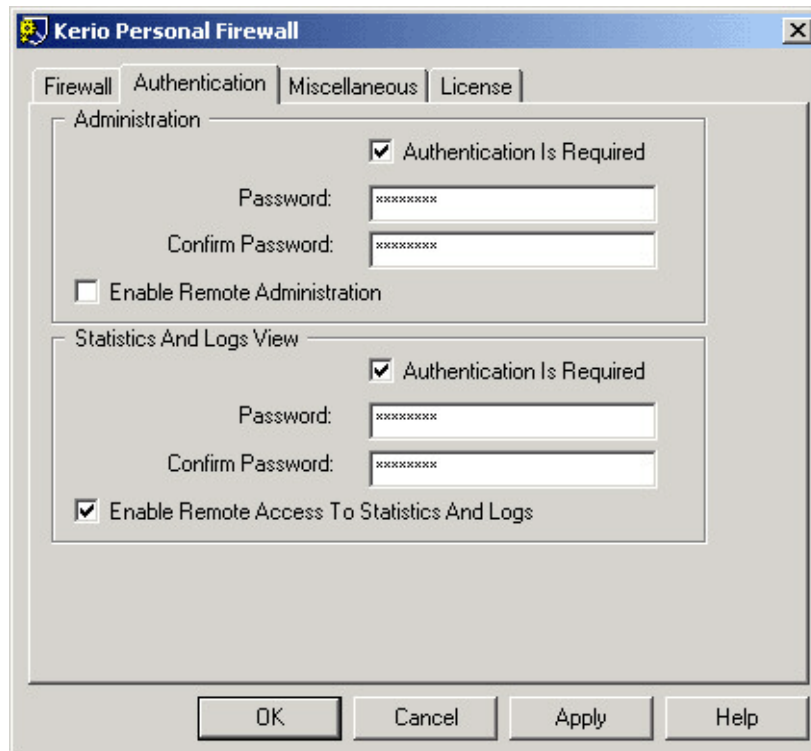 Kerio Personal Firewall
Firewall Authentication Miscellaneous License
Administration
Authentication Is Required
Password: ********
Confirm Password: ********
Enable Remote Administration
Statistics And Logs View
Authentication Is Required
Password: ********
Confirm Password: ********
Enable Remote Access To Statistics And Logs
OK Cancel Apply Help